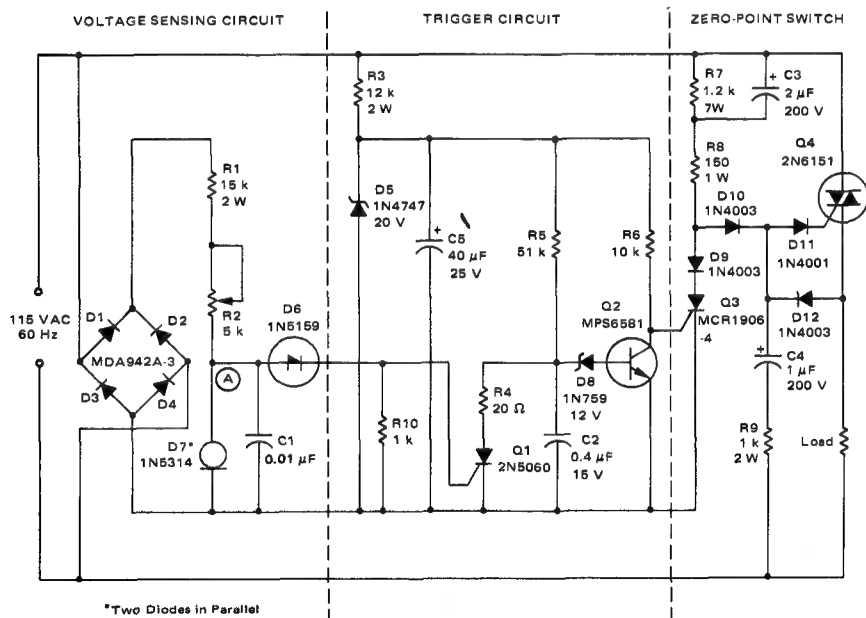 VOLTAGE SENSING CIRCUIT
TRIGGER CIRCUIT
ZERO-POINT SWITCH
R3
12 k
2 W
R7
1.2 k
7W
+
C3
2 µF
200 V
R1
15 k
2 W
R8
150
1 W
Q4
2N6151
D5
1N4747
20 V
D10
1N4003
+
C5
40 µF
25 V
R5
51 k
R6
10 k
D11
1N4001
D9
1N4003
115 VAC
60 Hz
R2
5 k
D6
1N5159
Q2
MPS6581
Q3
MCR1906
-4
D12
1N4003
D1
D2
MDA942A-3
D3
D4
A
R4
20 Ω
D8
1N759
12 V
+
C4
1 µF
200 V
D7*
1N5314
C1
0.01 µF
R10
1 k
Q1
2N5060
C2
0.4 µF
15 V
R9
1 k
2 W
Load
*Two Diodes in Parallel